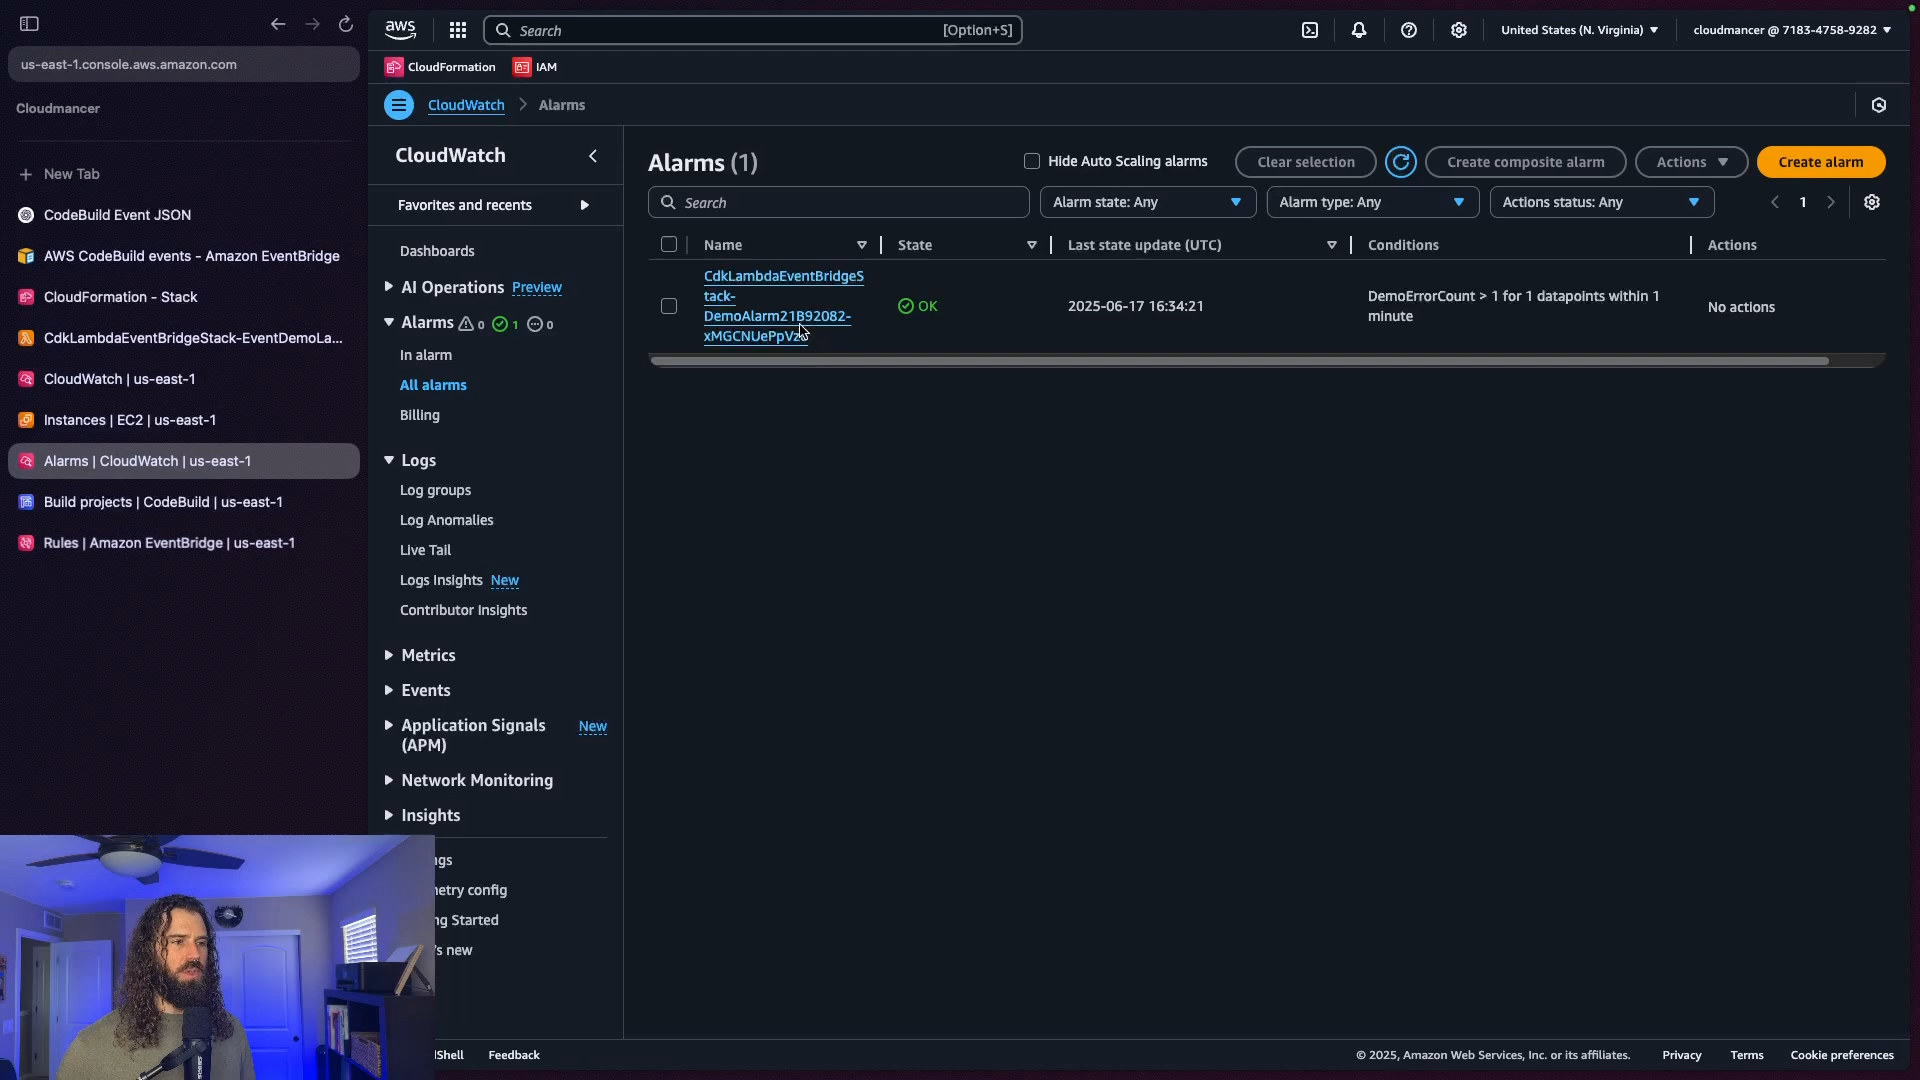 us-east-1.console.aws.amazon.com
Cloudmancer
New Tab
CodeBuild Event JSON
AWS CodeBuild events - Amazon EventBridge
CloudFormation - Stack
CdkLambdaEventBridgeStack-EventDemoLa...
CloudWatch | us-east-1
Instances | EC2 | us-east-1
Alarms | CloudWatch | us-east-1
Build projects | CodeBuild | us-east-1
Rules | Amazon EventBridge | us-east-1
aws
Search [Option+S]
United States (N. Virginia)
cloudmancer @ 7183-4758-9282
CloudFormation
IAM
CloudWatch
Alarms
CloudWatch
Favorites and recents
Dashboards
AI Operations Preview
Alarms 0 1 0
In alarm
All alarms
Billing
Logs
Log groups
Log Anomalies
Live Tail
Logs Insights New
Contributor Insights
Metrics
Events
Application Signals (APM) New
Network Monitoring
Insights
Alarms (1)
Hide Auto Scaling alarms
Clear selection
Create composite alarm
Actions
Create alarm
Search
Alarm state: Any
Alarm type: Any
Actions status: Any
1
Name
State
Last state update (UTC)
Conditions
Actions
CdkLambdaEventBridgeS
tack-
DemoAlarm21B92082-
OK
2025-06-17 16:34:21
DemoErrorCount > 1 for 1 datapoints within 1
minute
No actions
config
Started
new
Feedback
© 2025, Amazon Web Services, Inc. or its affiliates.
Privacy
Terms
Cookie preferences